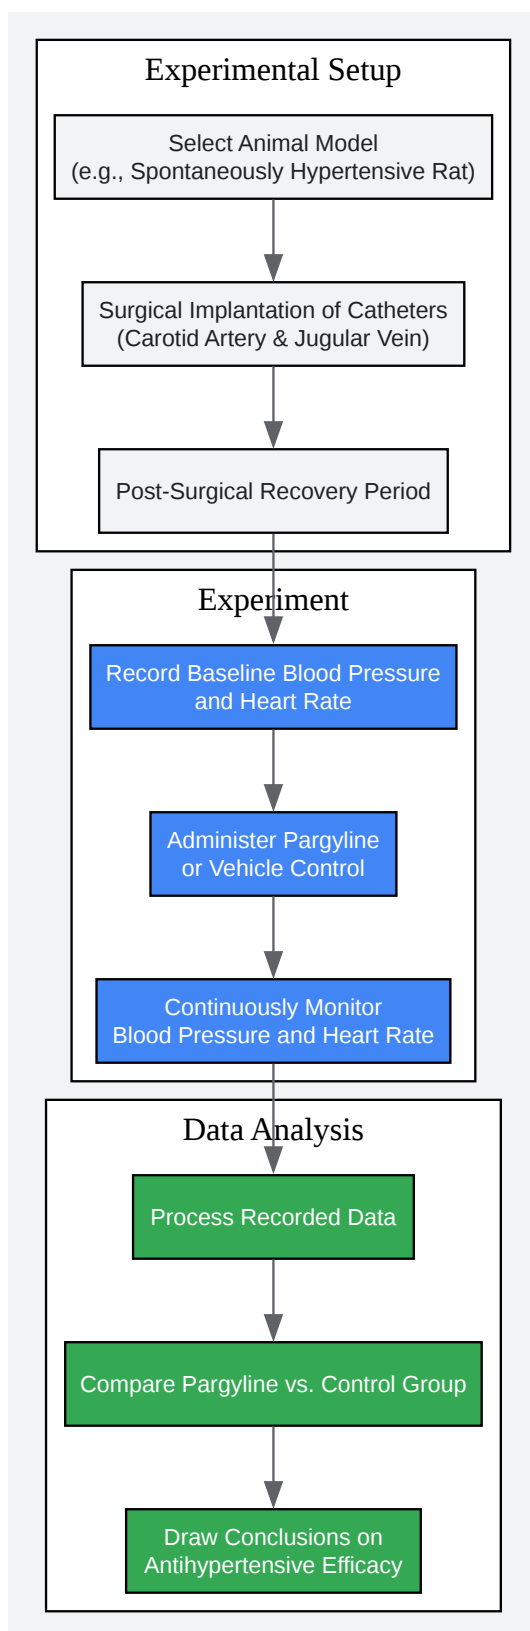 Experimental Setup
Select Animal Model
(e.g., Spontaneously Hypertensive Rat)
Surgical Implantation of Catheters
(Carotid Artery & Jugular Vein)
Post-Surgical Recovery Period
Experiment
Record Baseline Blood Pressure
and Heart Rate
Administer Pargyline
or Vehicle Control
Continuously Monitor
Blood Pressure and Heart Rate
Data Analysis
Process Recorded Data
Compare Pargyline vs. Control Group
Draw Conclusions on
Antihypertensive Efficacy